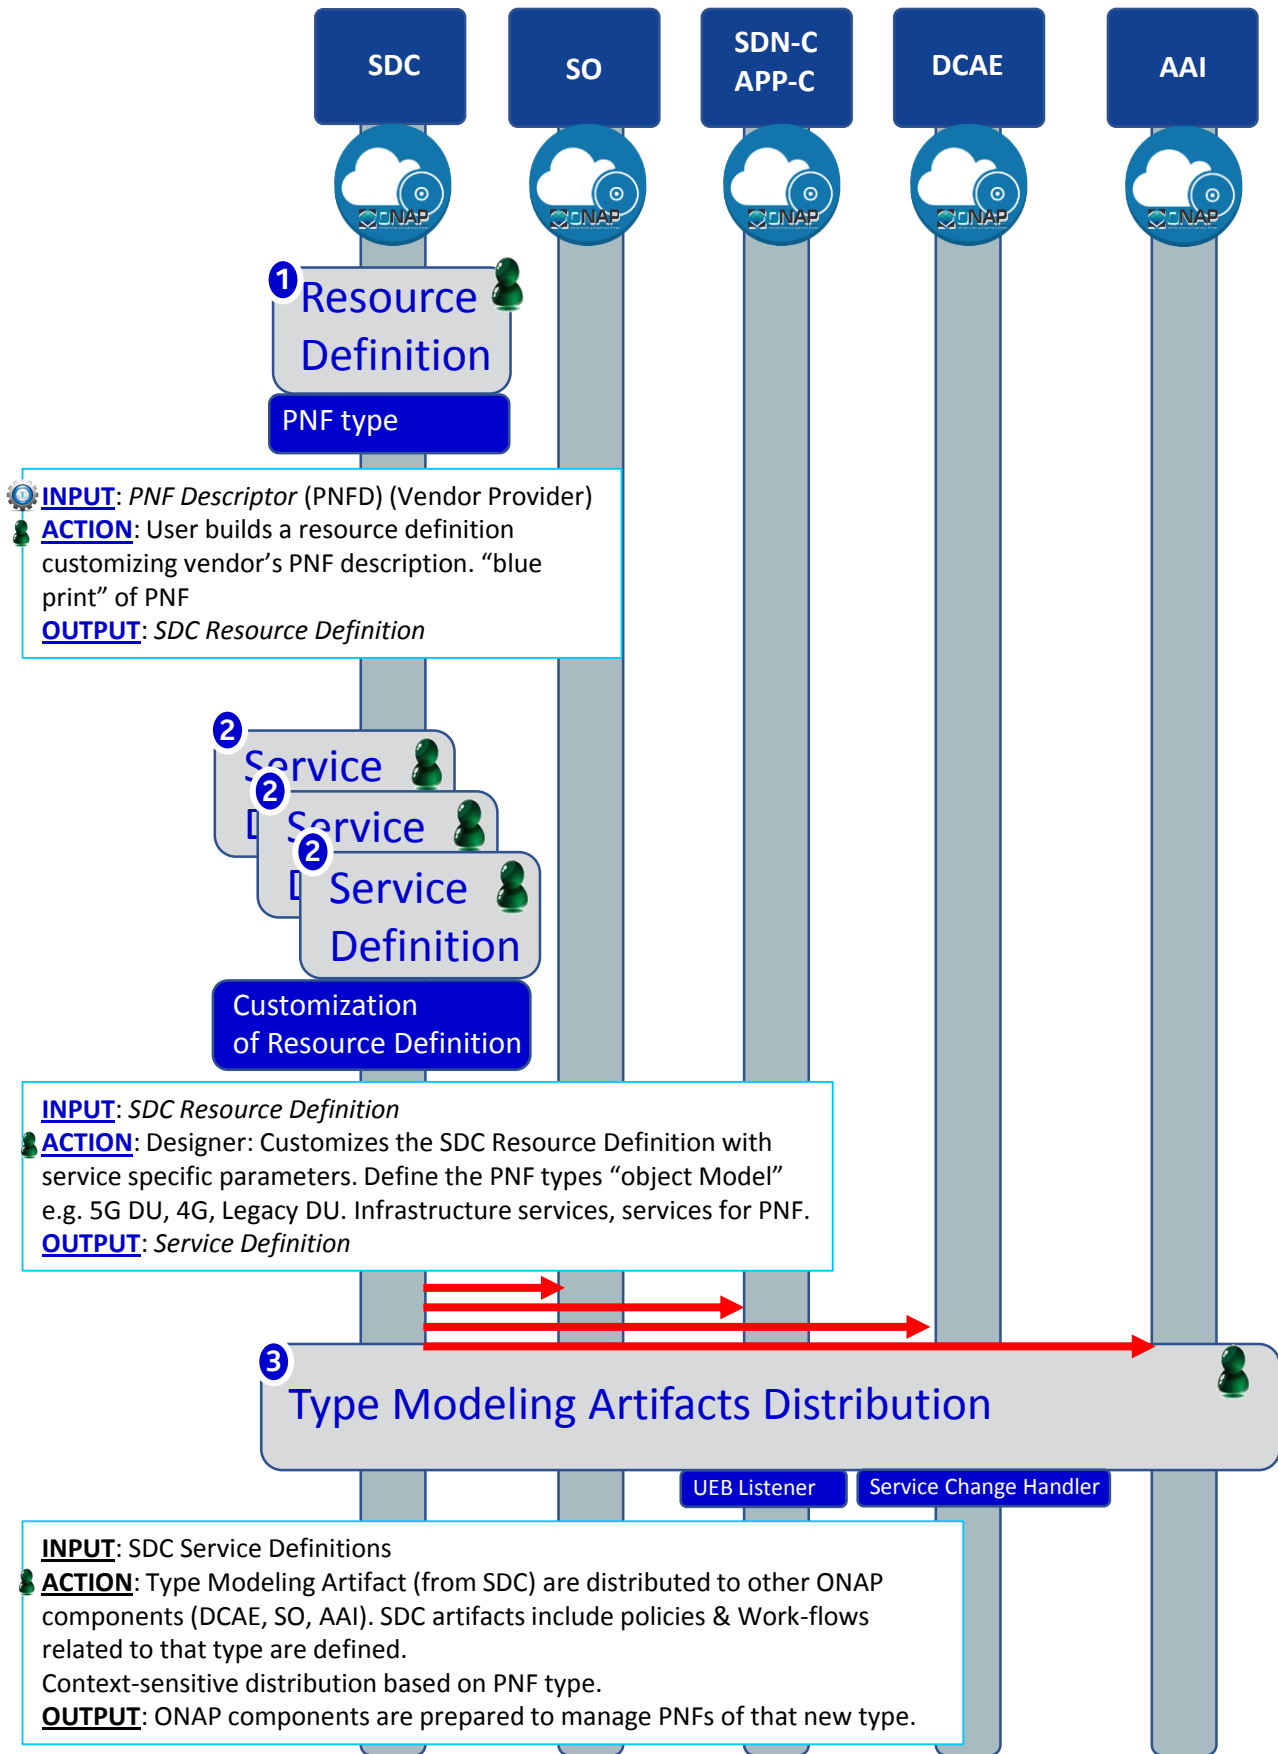 SDC
SO
SDN-C
APP-C
DCAE
AAI
ONAP
ONAP
ONAP
ONAP
ONAP
1
Resource
Definition
PNF type
INPUT: PNF Descriptor (PNFD) (Vendor Provider)
ACTION: User builds a resource definition
customizing vendor’s PNF description. “blue
print” of PNF
OUTPUT: SDC Resource Definition
2
Service
D
2
Service
D
2
Service
Definition
Customization
of Resource Definition
INPUT: SDC Resource Definition
ACTION: Designer: Customizes the SDC Resource Definition with
service specific parameters. Define the PNF types “object Model”
e.g. 5G DU, 4G, Legacy DU. Infrastructure services, services for PNF.
OUTPUT: Service Definition
3
Type Modeling Artifacts Distribution
UEB Listener
Service Change Handler
INPUT: SDC Service Definitions
ACTION: Type Modeling Artifact (from SDC) are distributed to other ONAP
components (DCAE, SO, AAI). SDC artifacts include policies & Work-flows
related to that type are defined.
Context-sensitive distribution based on PNF type.
OUTPUT: ONAP components are prepared to manage PNFs of that new type.